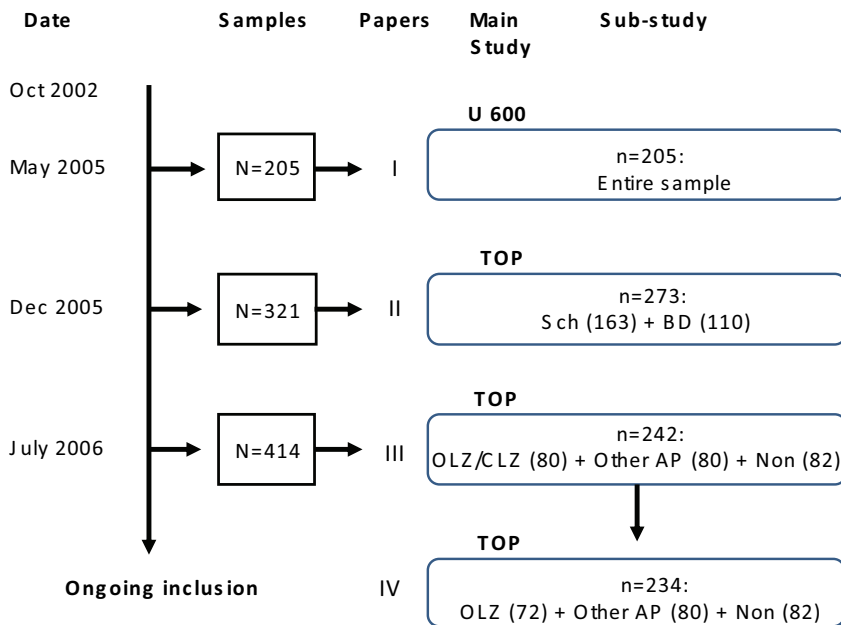 Date Samples Papers Main Study Sub-study
Oct 2002
U 600
May 2005 N=205 I n=205:
Entire sample
TOP
Dec 2005 N=321 II n=273:
Sch (163) + BD (110)
TOP
July 2006 N=414 III n=242:
OLZ/CLZ (80) + Other AP (80) + Non (82)
TOP
Ongoing inclusion IV n=234:
OLZ (72) + Other AP (80) + Non (82)